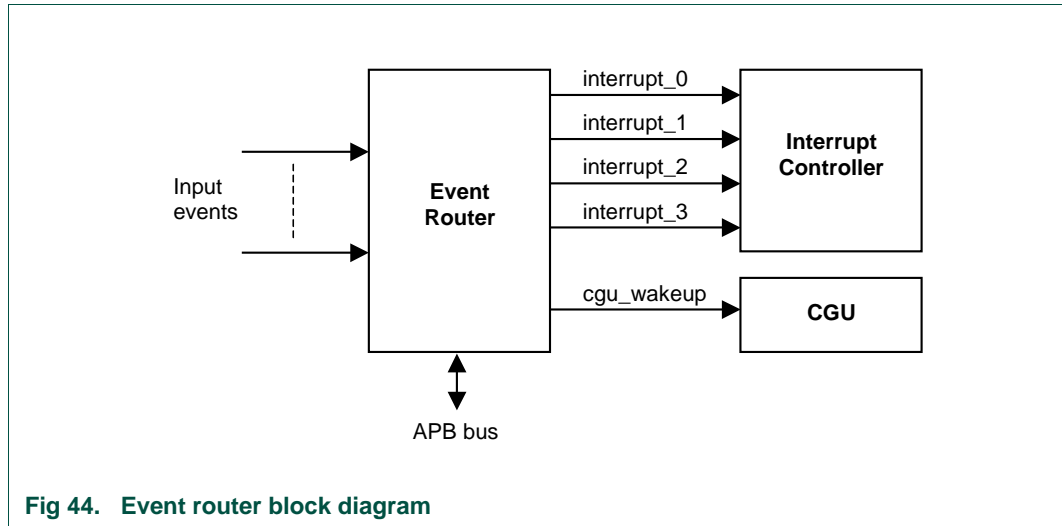 interrupt_0
interrupt_1
interrupt_2
interrupt_3
cgu_wakeup
Input
events
Event
Router
Interrupt
Controller
CGU
APB bus
Fig 44. Event router block diagram